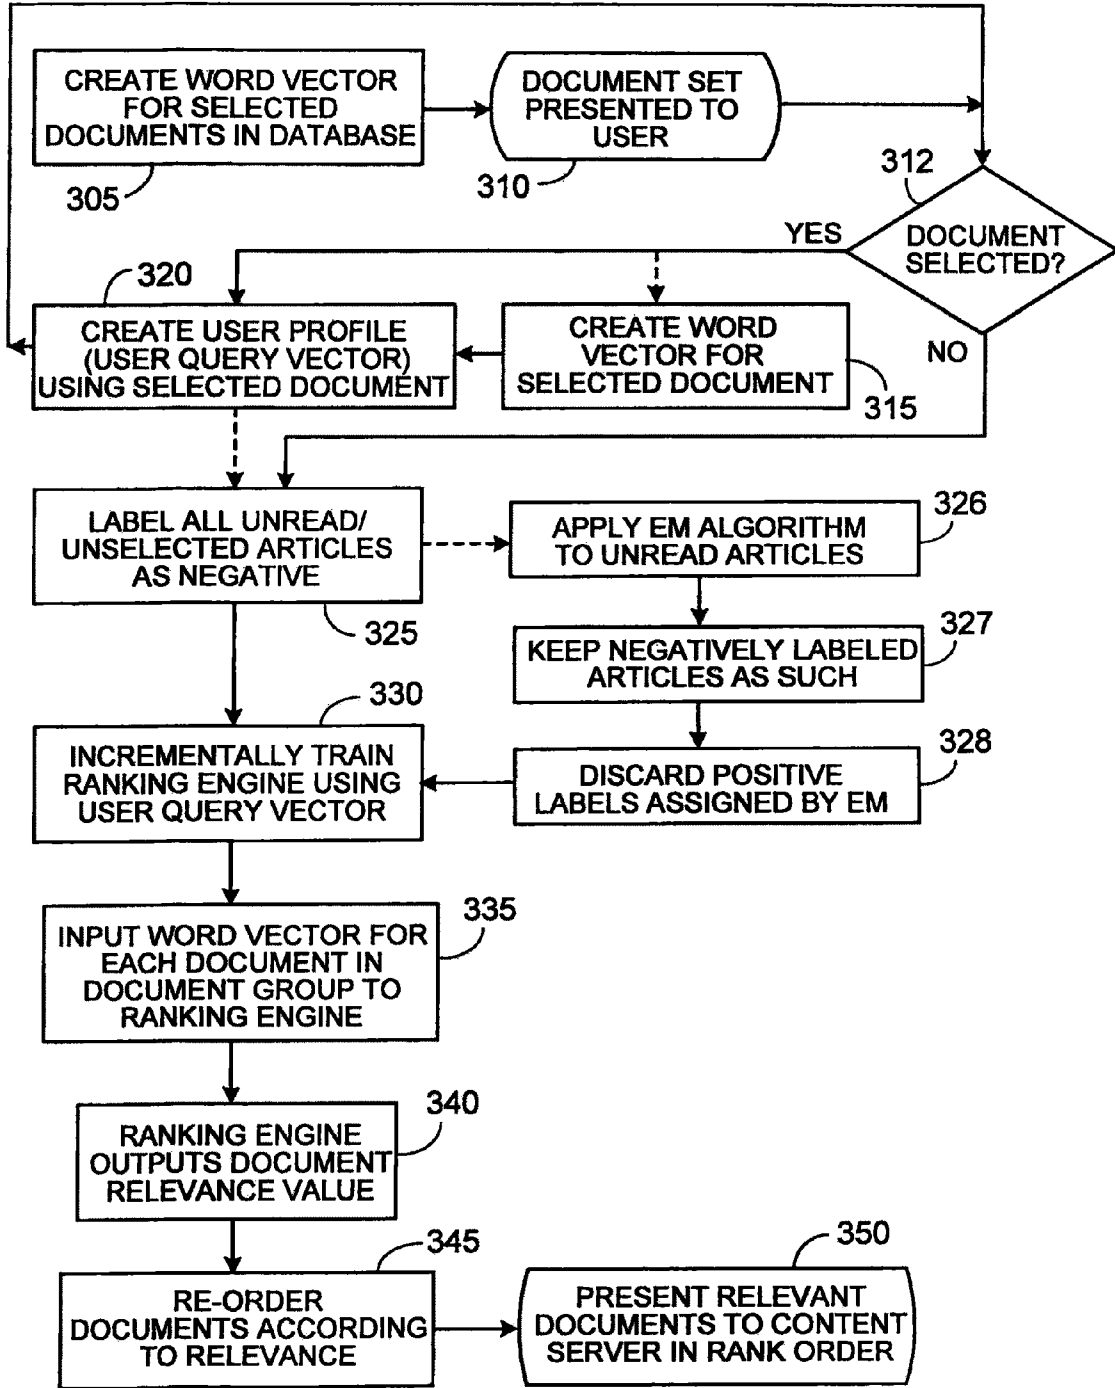 CREATE WORD VECTOR
FOR SELECTED
DOCUMENTS IN DATABASE
305
DOCUMENT SET
PRESENTED TO
USER
310
312
DOCUMENT
SELECTED?
YES
NO
320
CREATE USER PROFILE
(USER QUERY VECTOR)
USING SELECTED DOCUMENT
CREATE WORD
VECTOR FOR
SELECTED DOCUMENT
315
LABEL ALL UNREAD/
UNSELECTED ARTICLES
AS NEGATIVE
325
APPLY EM ALGORITHM
TO UNREAD ARTICLES
326
KEEP NEGATIVELY LABELED
ARTICLES AS SUCH
327
DISCARD POSITIVE
LABELS ASSIGNED BY EM
328
330
INCREMENTALLY TRAIN
RANKING ENGINE USING
USER QUERY VECTOR
INPUT WORD VECTOR FOR
EACH DOCUMENT IN
DOCUMENT GROUP TO
RANKING ENGINE
335
RANKING ENGINE
OUTPUTS DOCUMENT
RELEVANCE VALUE
340
345
RE-ORDER
DOCUMENTS ACCORDING
TO RELEVANCE
350
PRESENT RELEVANT
DOCUMENTS TO CONTENT
SERVER IN RANK ORDER